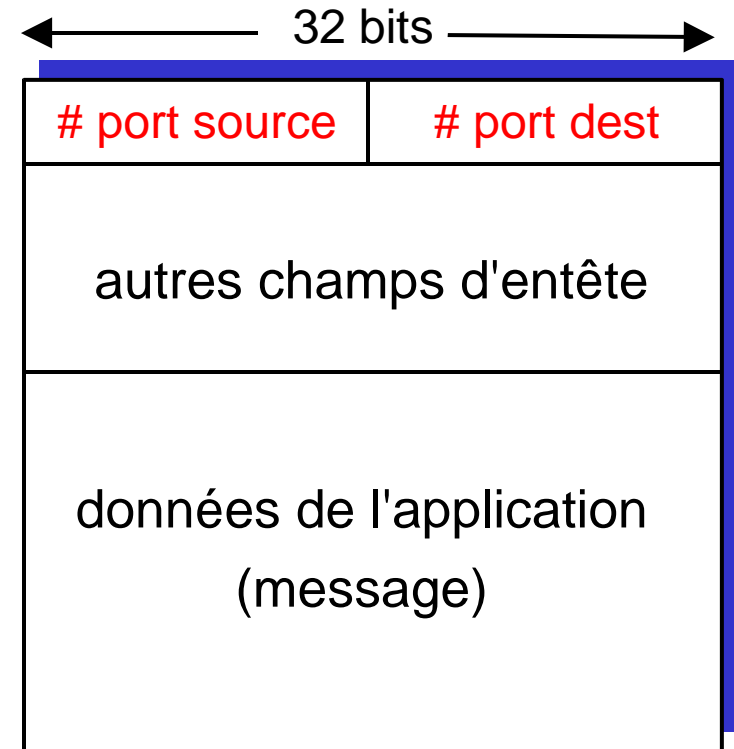 32 bits
# port source
# port dest
autres champs d'entête
données de l'application
(message)